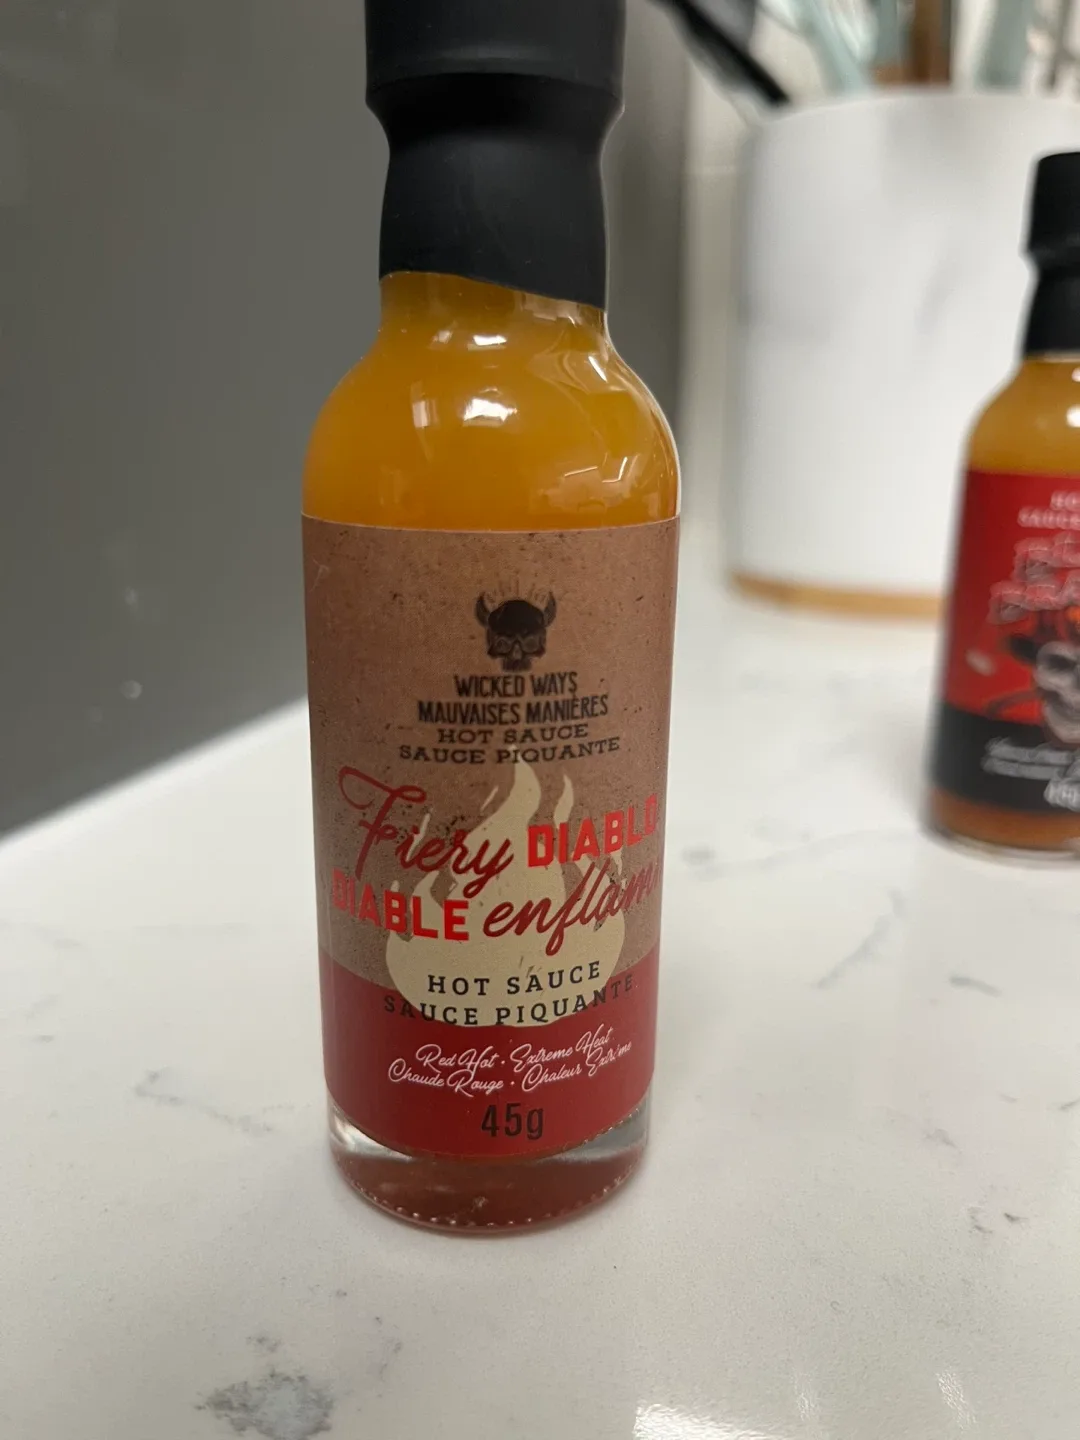 WICKED WAYS
MAUVAISES MANIÈRES
HOT SAUCE
SAUCE PIQUANTE
Fiery DIABLO
DIABLE enflam
HOT SAUCE
SAUCE PIQUANTE
Red Hot · Extreme Heat
Chaude Rouge · Chaleur Extrême
45g